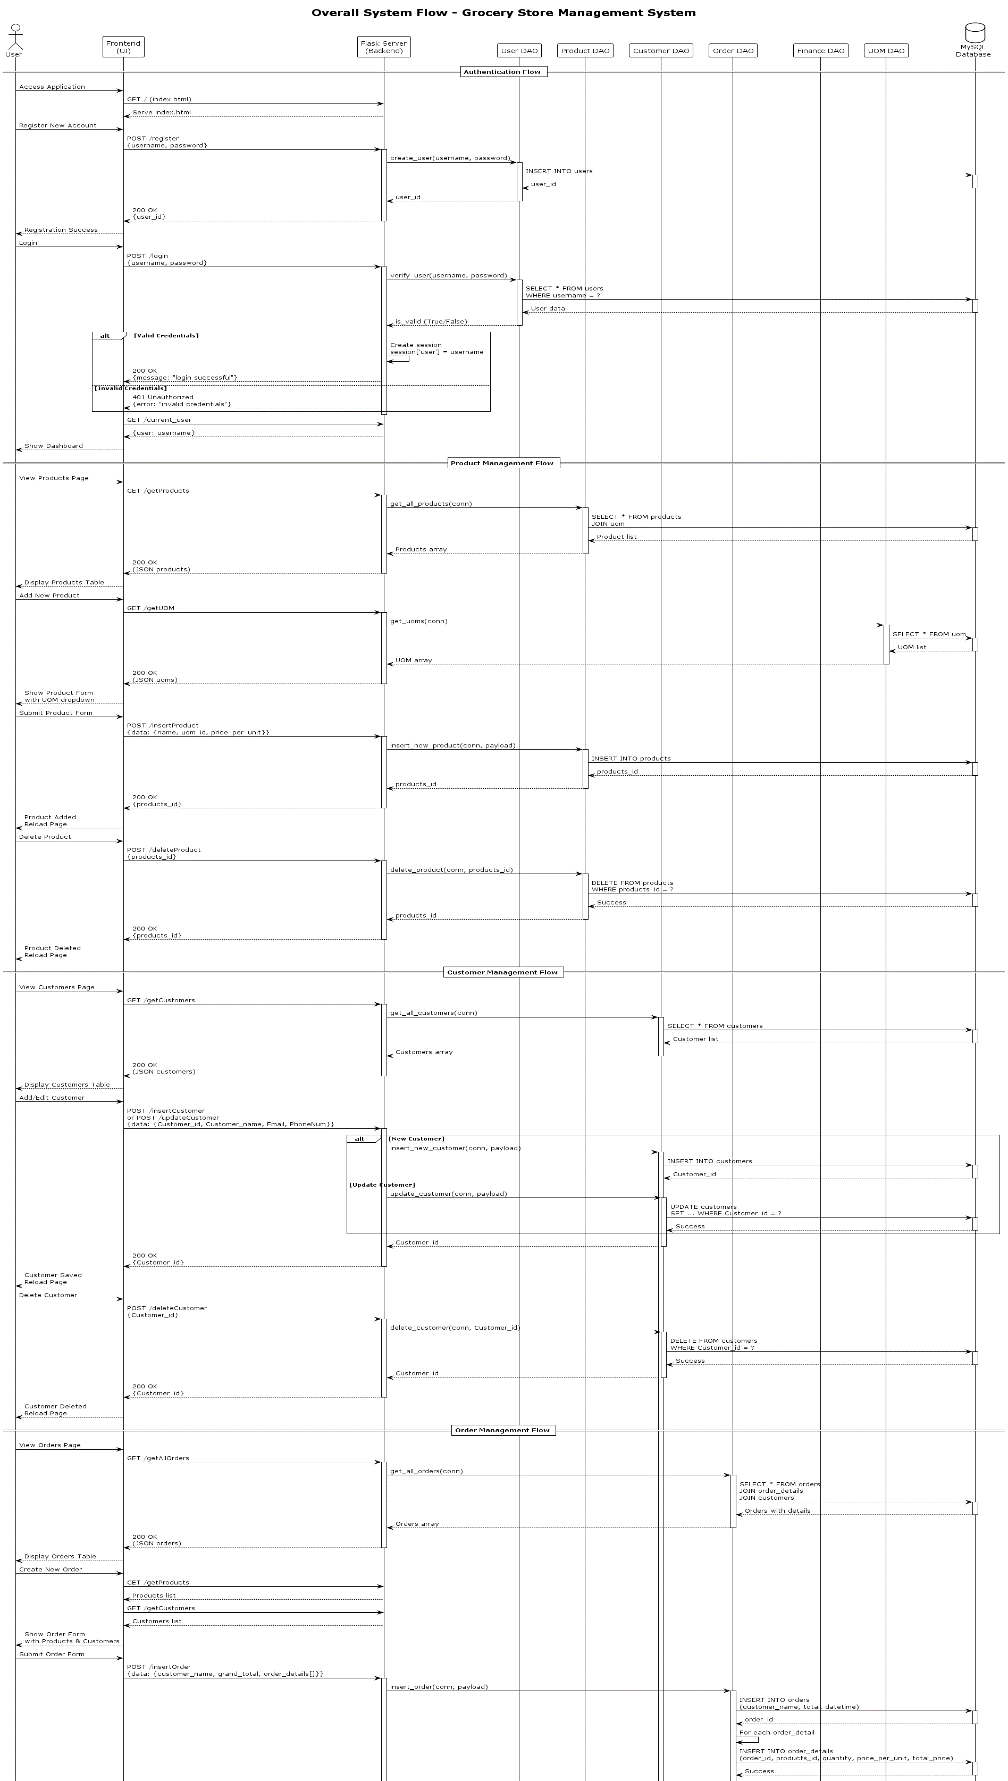 Overall System Flow - Grocery Store Management System
User
Frontend
(UI)
Flask Server
(Backend)
User DAO
Product DAO
Customer DAO
Order DAO
Finance DAO
UOM DAO
MySQL
Database
Authentication Flow
Access Application
GET / (index.html)
Serve index.html
Register New Account
POST /register
{username, password}
create_user(username, password)
INSERT INTO users
user_id
user_id
200 OK
{user_id}
Registration Success
Login
POST /login
{username, password}
verify_user(username, password)
SELECT * FROM users
WHERE username = ?
User data
is_valid (True/False)
alt
[Valid Credentials]
Create session
session['user'] = username
200 OK
{message: "login successful"}
[Invalid Credentials]
401 Unauthorized
{error: "invalid credentials"}
GET /current_user
{user: username}
Show Dashboard
Product Management Flow
View Products Page
GET /getProducts
get_all_products(conn)
SELECT * FROM products
JOIN uom
Product list
Products array
200 OK
(JSON products)
Display Products Table
Add New Product
GET /getUOM
get_uoms(conn)
SELECT * FROM uom
UOM list
UOM array
200 OK
(JSON uoms)
Show Product Form
with UOM dropdown
Submit Product Form
POST /insertProduct
{data: {name, uom_id, price_per_unit}}
insert_new_product(conn, payload)
INSERT INTO products
products_id
products_id
200 OK
{products_id}
Product Added
Reload Page
Delete Product
POST /deleteProduct
{products_id}
delete_product(conn, products_id)
DELETE FROM products
WHERE products_id = ?
Success
products_id
200 OK
{products_id}
Product Deleted
Reload Page
Customer Management Flow
View Customers Page
GET /getCustomers
get_all_customers(conn)
SELECT * FROM customers
Customer list
Customers array
200 OK
(JSON customers)
Display Customers Table
Add/Edit Customer
POST /insertCustomer
or POST /updateCustomer
{data: {Customer_id, Customer_name, Email, PhoneNum}}
alt
[New Customer]
insert_new_customer(conn, payload)
INSERT INTO customers
Customer_id
[Update Customer]
update_customer(conn, payload)
UPDATE customers
SET ... WHERE Customer_id = ?
Success
Customer_id
200 OK
{Customer_id}
Customer Saved
Reload Page
Delete Customer
POST /deleteCustomer
{Customer_id}
delete_customer(conn, Customer_id)
DELETE FROM customers
WHERE Customer_id = ?
Success
Customer_id
200 OK
{Customer_id}
Customer Deleted
Reload Page
Order Management Flow
View Orders Page
GET /getAllOrders
get_all_orders(conn)
SELECT * FROM orders
JOIN order_details
JOIN customers
Orders with details
Orders array
200 OK
(JSON orders)
Display Orders Table
Create New Order
GET /getProducts
Products list
GET /getCustomers
Customers list
Show Order Form
with Products & Customers
Submit Order Form
POST /insertOrder
{data: {customer_name, grand_total, order_details[]}}
insert_order(conn, payload)
INSERT INTO orders
(customer_name, total, datetime)
order_id
For each order_detail
INSERT INTO order_details
(order_id, products_id, quantity, price_per_unit, total_price)
Success